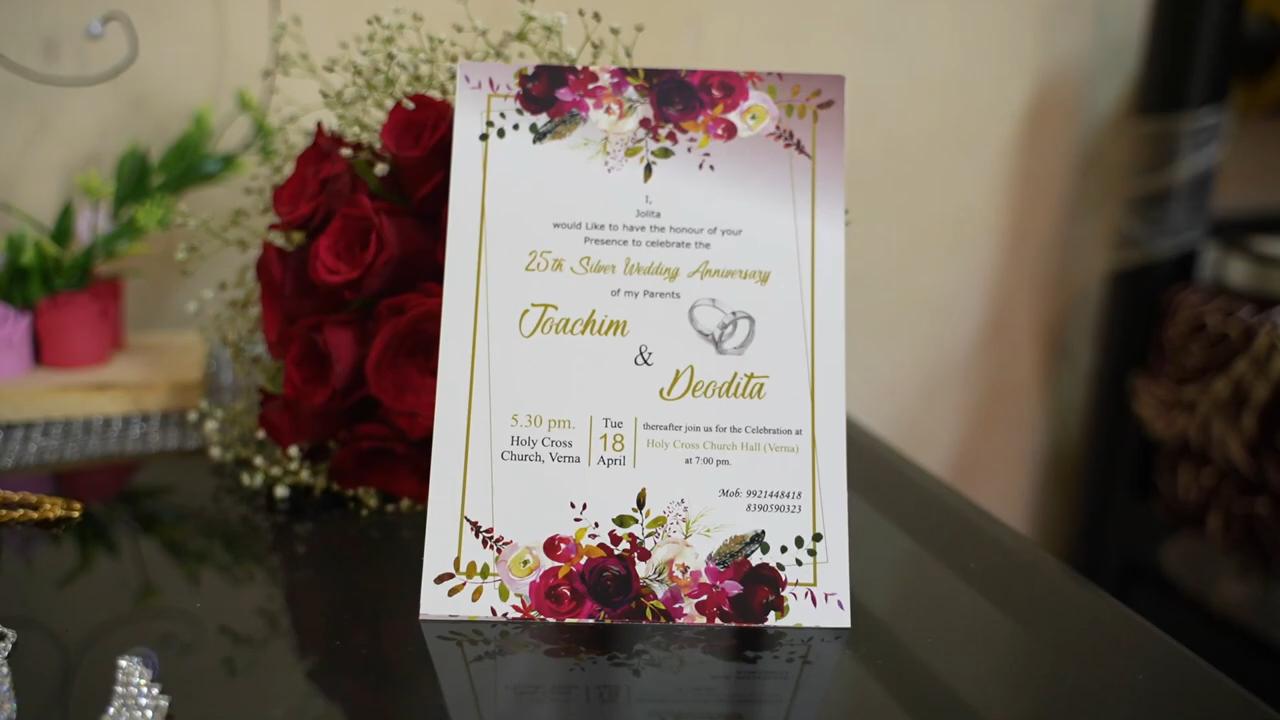 I,
Jolita
would Like to have the honour of your
Presence to celebrate the
25th Silver Wedding Anniversary
of my Parents
Joachim
&
Deodita
5.30 pm.
Holy Cross
Church, Verna
Tue
18
April
thereafter join us for the Celebration at
Holy Cross Church Hall (Verna)
at 7:00 pm.
Mob: 9921448418
8390590323